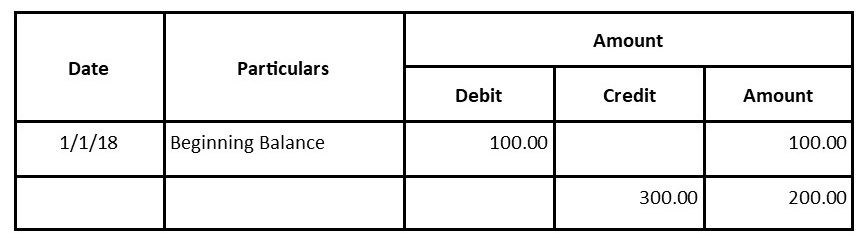 Amount
Date Particulars
Debit Credit Amount
1/1/18 Beginning Balance 100.00 100.00
300.00 200.00